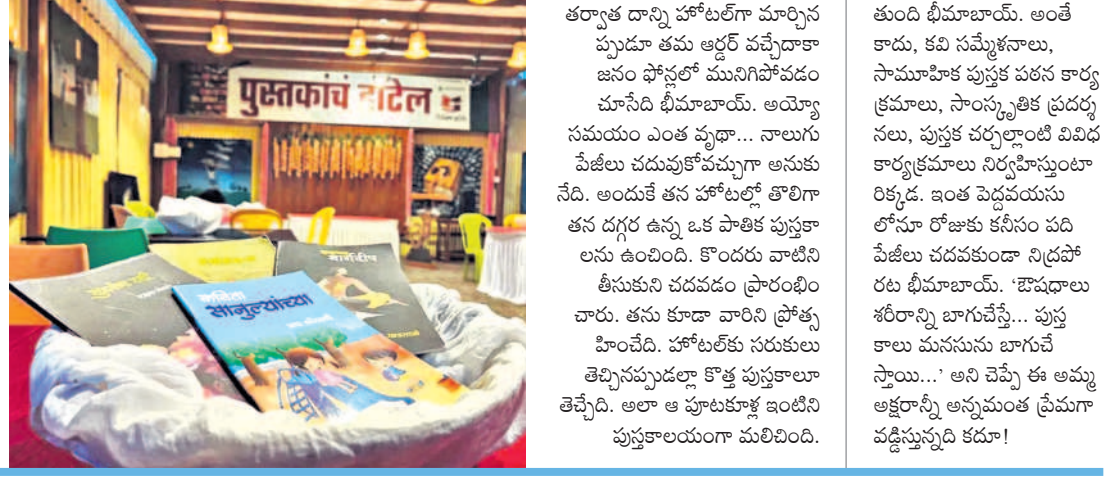 पुस्तकांचं हॉटेल
मार्गदीप
कविता
सानुल्यांच्या
తర్వాత దాన్ని హోటల్‌గా మార్చిన
ప్పుడూ తమ ఆర్డర్ వచ్చేదాకా
జనం ఫోన్లలో మునిగిపోవడం
చూసేది భీమాబాయ్. అయ్యో
సమయం ఎంత వృథా... నాలుగు
పేజీలు చదువుకోవచ్చుగా అనుకు
నేది. అందుకే తన హోటల్లో తొలిగా
తన దగ్గర ఉన్న ఒక పాతిక పుస్తకా
లను ఉంచింది. కొందరు వాటిని
తీసుకుని చదవడం ప్రారంభిం
చారు. తను కూడా వారిని ప్రోత్స
హించేది. హోటల్‌కు సరుకులు
తెచ్చినప్పుడల్లా కొత్త పుస్తకాలూ
తెచ్చేది. అలా ఆ పూటకూళ్ల ఇంటిని
పుస్తకాలయంగా మలిచింది.
తుంది భీమాబాయ్. అంతే
కాదు, కవి సమ్మేళనాలు,
సామూహిక పుస్తక పఠన కార్య
క్రమాలు, సాంస్కృతిక ప్రదర్శ
నలు, పుస్తక చర్చల్లాంటి వివిధ
కార్యక్రమాలు నిర్వహిస్తుంటా
రిక్కడ. ఇంత పెద్దవయసు
లోనూ రోజుకు కనీసం పది
పేజీలు చదవకుండా నిద్రపో
రట భీమాబాయ్. ‘ఔషధాలు
శరీరాన్ని బాగుచేస్తే... పుస్త
కాలు మనసును బాగుచే
స్తాయి...’ అని చెప్పే ఈ అమ్మ
అక్షరాన్నీ అన్నమంత ప్రేమగా
వడ్డిస్తున్నది కదూ!